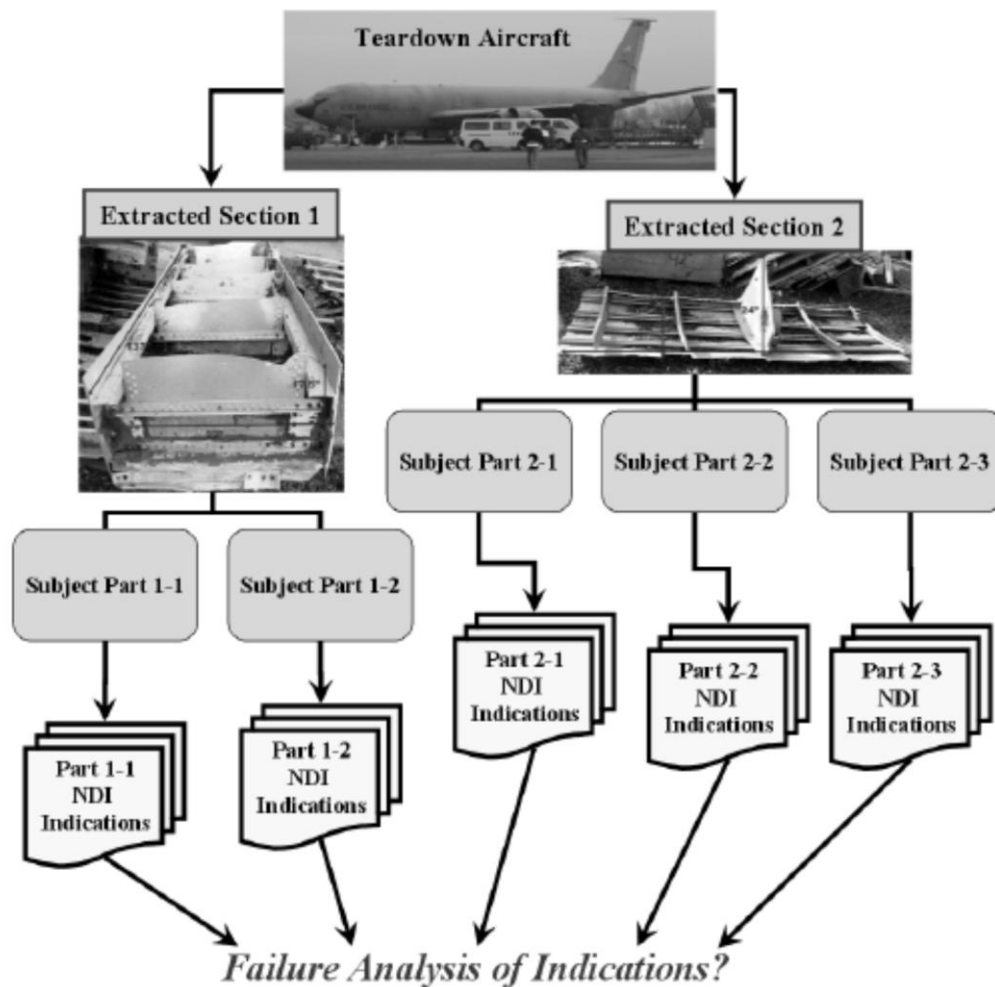 Teardown Aircraft
Extracted Section 1
Extracted Section 2
24"
Subject Part 2-1
Subject Part 2-2
Subject Part 2-3
Subject Part 1-1
Subject Part 1-2
Part 2-1
NDI
Indications
Part 2-2
NDI
Indications
Part 2-3
NDI
Indications
Part 1-1
NDI
Indications
Part 1-2
NDI
Indications
Failure Analysis of Indications?